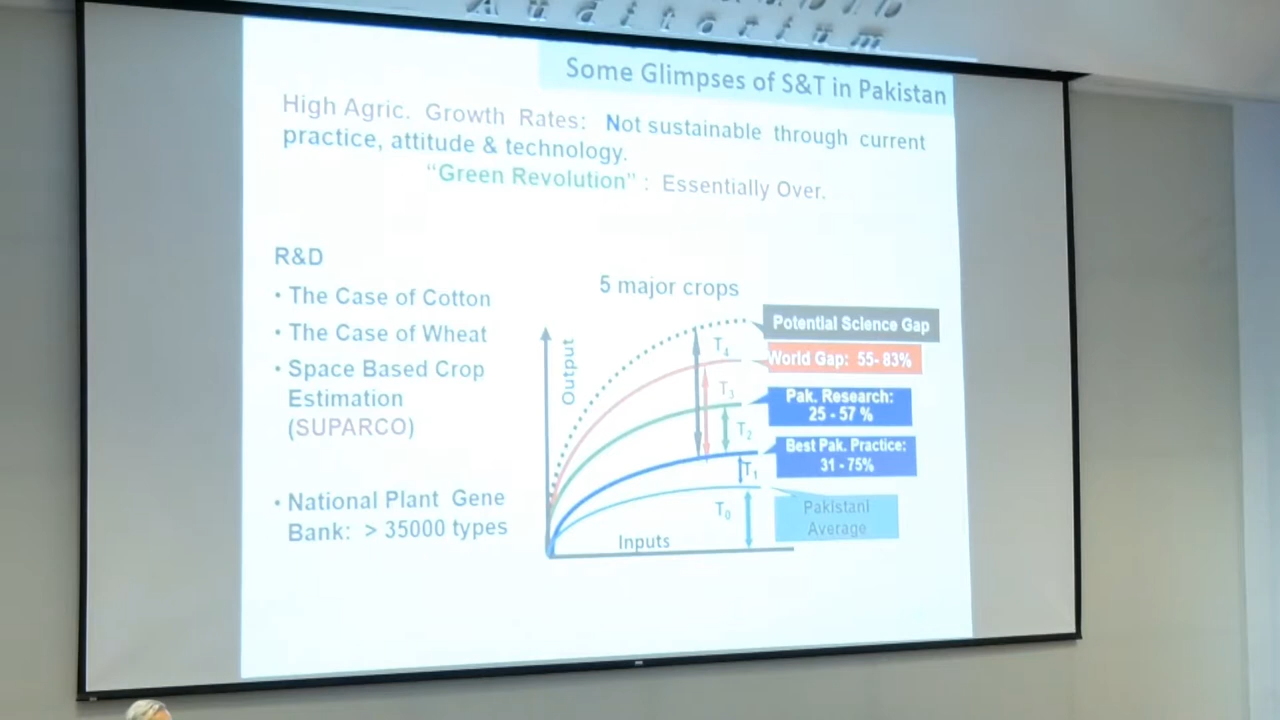 Auditorium
Some Glimpses of S&T in Pakistan
High Agric. Growth Rates: Not sustainable through current
practice, attitude & technology.
“Green Revolution” : Essentially Over.
R&D
• The Case of Cotton
• The Case of Wheat
• Space Based Crop
Estimation
(SUPARCO)
• National Plant Gene
Bank: > 35000 types
5 major crops
Output
Inputs
T4
T3
T2
T1
T0
Potential Science Gap
World Gap: 55- 83%
Pak. Research:
25 - 57 %
Best Pak. Practice:
31 - 75%
Pakistani
Average